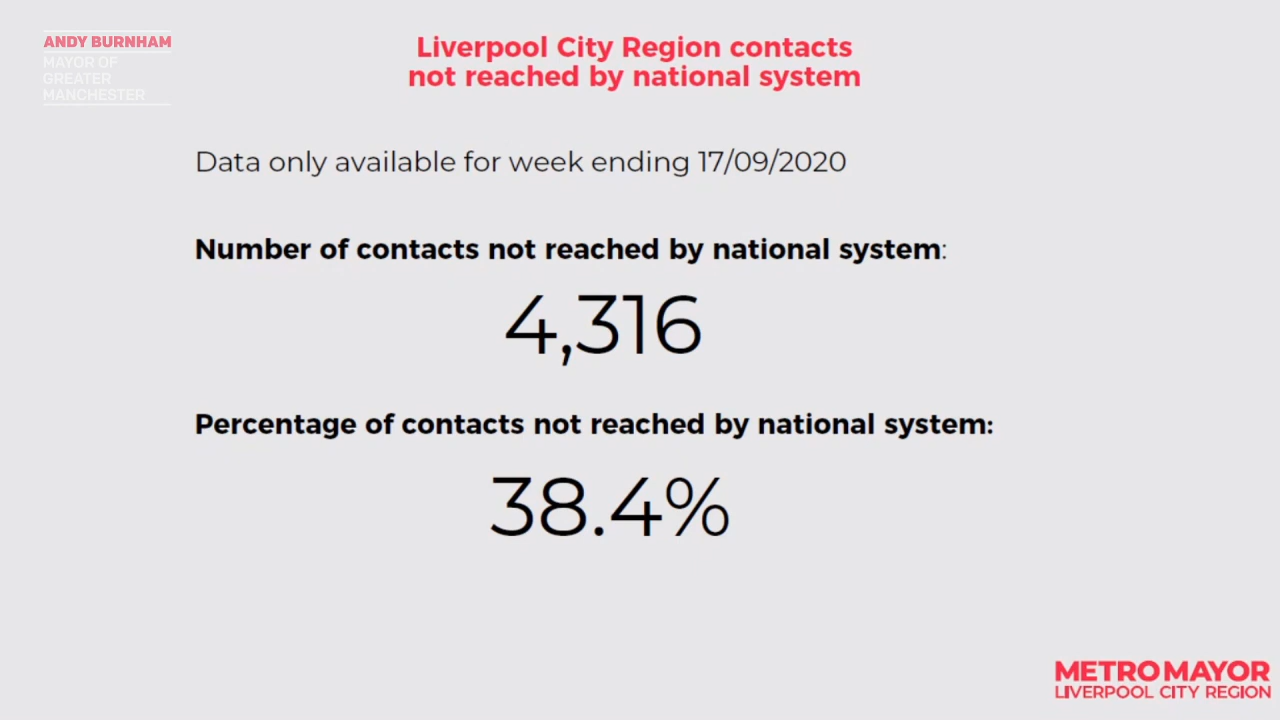 ANDY BURNHAM
MAYOR OF
GREATER
MANCHESTER
Liverpool City Region contacts
not reached by national system
Data only available for week ending 17/09/2020
Number of contacts not reached by national system:
4,316
Percentage of contacts not reached by national system:
38.4%
METRO MAYOR
LIVERPOOL CITY REGION